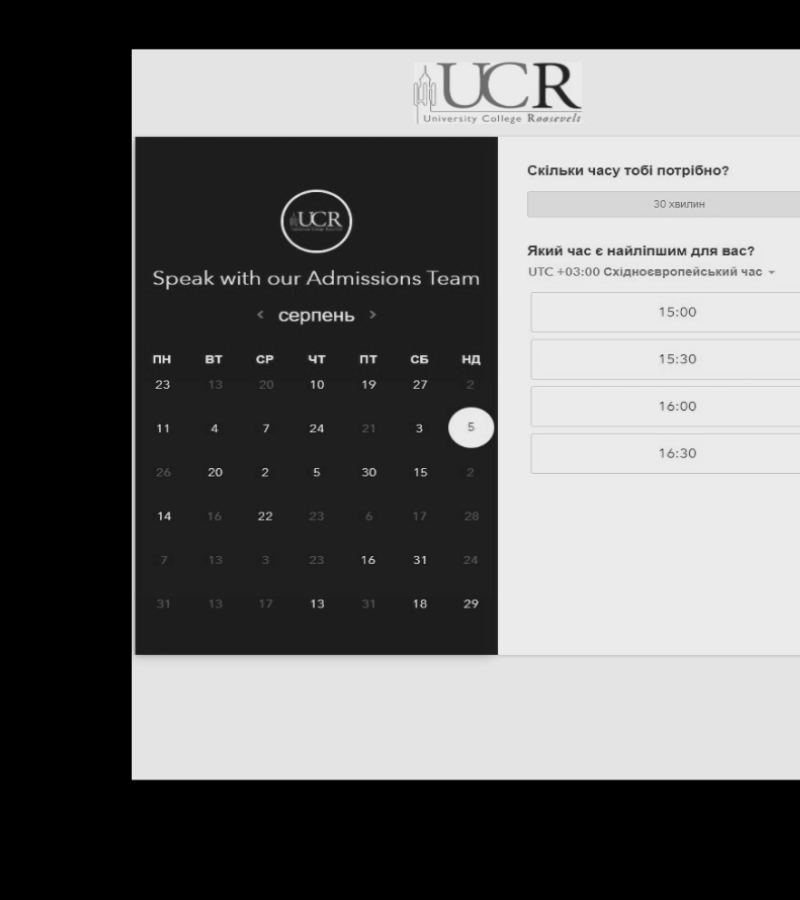 UCR
University College Roosevelt
UCR
Speak with our Admissions Team
< серпень >
ПН ВТ СР ЧТ ПТ СБ НД
23 13 20 10 19 27 2
11 4 7 24 21 3 5
26 20 2 5 30 15 2
14 16 22 23 6 17 28
7 13 3 23 16 31 24
31 13 17 13 31 18 29
Скільки часу тобі потрібно?
30 хвилин
Який час є найліпшим для вас?
UTC +03:00 Східноєвропейський час
15:00
15:30
16:00
16:30